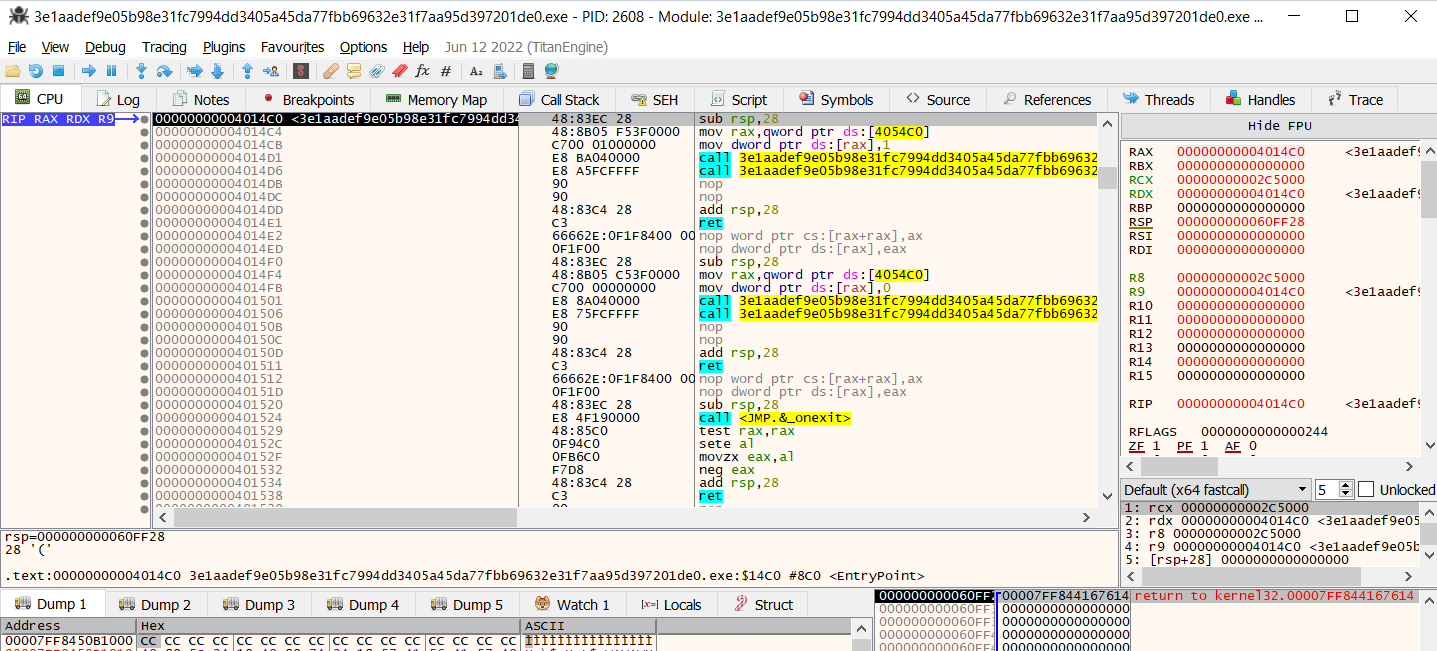 3e1aadef9e05b98e31fc7994dd3405a45da77fbb69632e31f7aa95d397201de0.exe - PID: 2608 - Module: 3e1aadef9e05b98e31fc7994dd3405a45da77fbb69632e31f7aa95d397201de0.exe ...
File View Debug Tracing Plugins Favourites Options Help Jun 12 2022 (TitanEngine)
CPU Log Notes Breakpoints Memory Map Call Stack SEH Script Symbols Source References Threads Handles Trace
RIP RAX RDX R9
00000000004014C0 <3e1aadef9e05b98e31fc7994dd34 48:83EC 28 sub rsp,28
00000000004014C4 48:8B05 F53F0000 mov rax,qword ptr ds:[4054C0]
00000000004014CB C700 01000000 mov dword ptr ds:[rax],1
00000000004014D1 E8 BA040000 call 3e1aadef9e05b98e31fc7994dd3405a45da77fbb69632
00000000004014D6 E8 A5FCFFFF call 3e1aadef9e05b98e31fc7994dd3405a45da77fbb69632
00000000004014DB 90 nop
00000000004014DC 90 nop
00000000004014DD 48:83C4 28 add rsp,28
00000000004014E1 C3 ret
00000000004014E2 66662E:0F1F8400 00 nop word ptr cs:[rax+rax],ax
00000000004014ED 0F1F00 nop dword ptr ds:[rax],eax
00000000004014F0 48:83EC 28 sub rsp,28
00000000004014F4 48:8B05 C53F0000 mov rax,qword ptr ds:[4054C0]
00000000004014FB C700 00000000 mov dword ptr ds:[rax],0
0000000000401501 E8 8A040000 call 3e1aadef9e05b98e31fc7994dd3405a45da77fbb69632
0000000000401506 E8 75FCFFFF call 3e1aadef9e05b98e31fc7994dd3405a45da77fbb69632
000000000040150B 90 nop
000000000040150C 90 nop
000000000040150D 48:83C4 28 add rsp,28
0000000000401511 C3 ret
0000000000401512 66662E:0F1F8400 00 nop word ptr cs:[rax+rax],ax
000000000040151D 0F1F00 nop dword ptr ds:[rax],eax
0000000000401520 48:83EC 28 sub rsp,28
0000000000401524 E8 4F190000 call <JMP.&_onexit>
0000000000401529 48:85C0 test rax,rax
000000000040152C 0F94C0 sete al
000000000040152F 0FB6C0 movzx eax,al
0000000000401532 F7D8 neg eax
0000000000401534 48:83C4 28 add rsp,28
0000000000401538 C3 ret
Hide FPU
RAX 00000000004014C0 <3e1aadef9
RBX 0000000000000000
RCX 00000000002C5000
RDX 00000000004014C0 <3e1aadef9
RBP 0000000000000000
RSP 000000000060FF28
RSI 0000000000000000
RDI 0000000000000000
R8 00000000002C5000
R9 00000000004014C0 <3e1aadef9
R10 0000000000000000
R11 0000000000000000
R12 0000000000000000
R13 0000000000000000
R14 0000000000000000
R15 0000000000000000
RIP 00000000004014C0 <3e1aadef9
RFLAGS 0000000000000244
ZF 1 PF 1 AF 0
Default (x64 fastcall) 5 Unlocked
1: rcx 00000000002C5000
2: rdx 00000000004014C0 <3e1aadef9e05
3: r8 00000000002C5000
4: r9 00000000004014C0 <3e1aadef9e05b
5: [rsp+28] 0000000000000000
rsp=000000000060FF28
28 '('
.text:00000000004014C0 3e1aadef9e05b98e31fc7994dd3405a45da77fbb69632e31f7aa95d397201de0.exe:$14C0 #8C0 <EntryPoint>
Dump 1 Dump 2 Dump 3 Dump 4 Dump 5 Watch 1 Locals Struct
Address Hex ASCII
00007FF8450B1000 CC CC CC CC CC CC CC CC CC CC CC CC CC CC CC CC ÌÌÌÌÌÌÌÌÌÌÌÌÌÌÌÌ
000000000060FF2 00007FF844167614 return to kernel32.00007FF844167614
000000000060FF3 0000000000000000
000000000060FF3 0000000000000000
000000000060FF4 0000000000000000